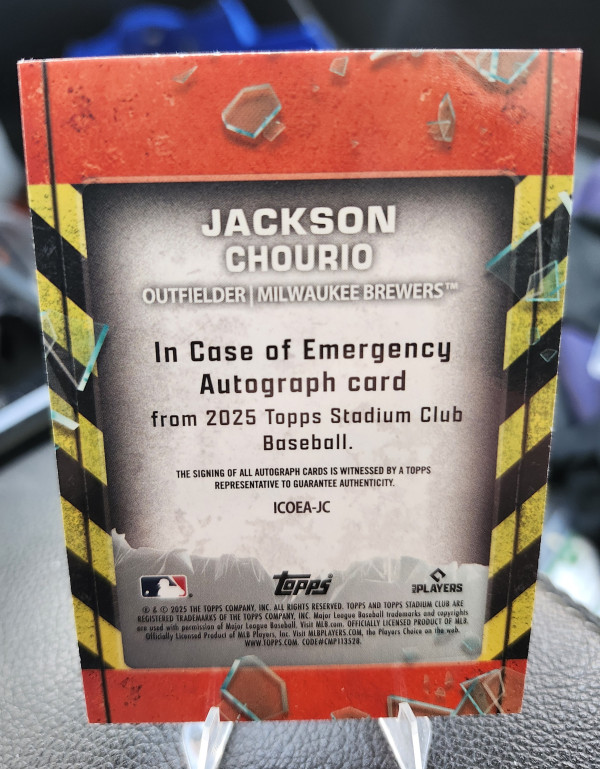 JACKSON
CHOURIO
OUTFIELDER | MILWAUKEE BREWERS™
In Case of Emergency
Autograph card
from 2025 Topps Stadium Club
Baseball.
THE SIGNING OF ALL AUTOGRAPH CARDS IS WITNESSED BY A TOPPS
REPRESENTATIVE TO GUARANTEE AUTHENTICITY.
ICOEA-JC
topps
MLB PLAYERS
® & © 2025 THE TOPPS COMPANY, INC. ALL RIGHTS RESERVED. TOPPS AND TOPPS STADIUM CLUB ARE
REGISTERED TRADEMARKS OF THE TOPPS COMPANY, INC. Major League Baseball trademarks and copyrights
are used with permission of Major League Baseball. Visit MLB.com. OFFICIALLY LICENSED PRODUCT OF MLB.
Officially Licensed Product of MLB Players, Inc. Visit MLBPLAYERS.COM, the Players Choice on the web.
WWW.TOPPS.COM. CODE#CMP113528.